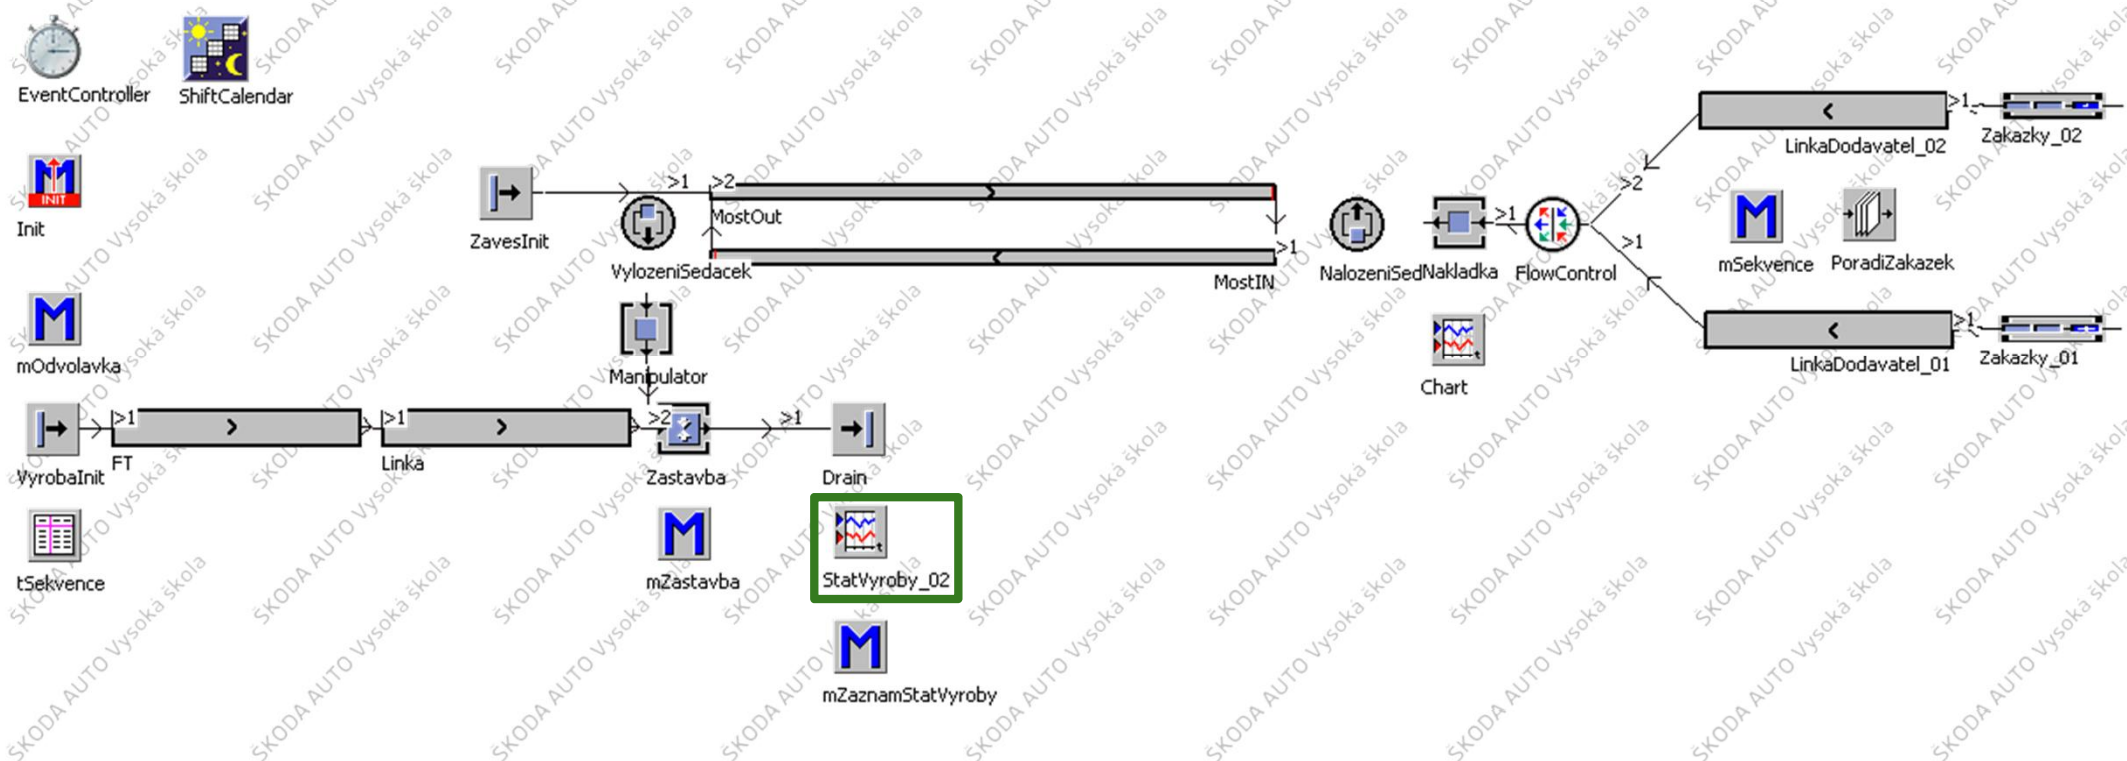 EventController
ShiftCalendar
INIT
Init
mOdvolavka
VyrobaInit
>1
FT
>1
Linka
>2
Zastavba
>1
Drain
tSekvence
mZastavba
t
StatVyroby_02
mZaznamStatVyroby
ZavesInit
>1
>2
MostOut
VylozeniSedacek
>1
MostIN
Manipulator
NalozeniSed
Nakladka
>1
FlowControl
t
Chart
>2
>1
mSekvence
PoradiZakazek
LinkaDodavatel_02
>1
Zakazky_02
LinkaDodavatel_01
>1
Zakazky_01
ŠKODA AUTO Vysoká škola